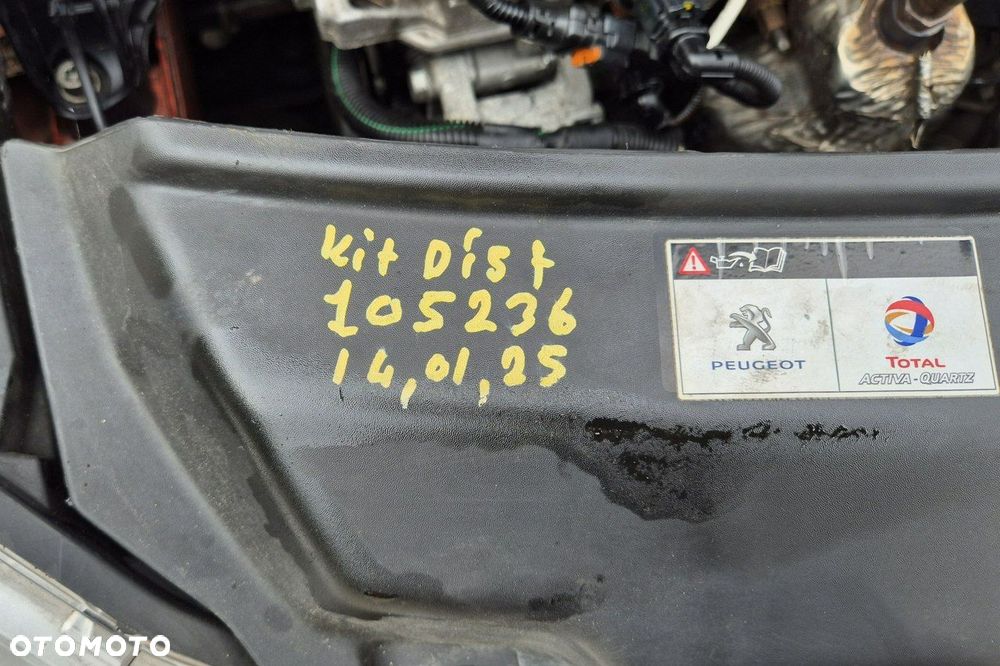 Kit Dist
105236
14,01,25
PEUGEOT
TOTAL
ACTIVA-QUARTZ
OTOMOTO